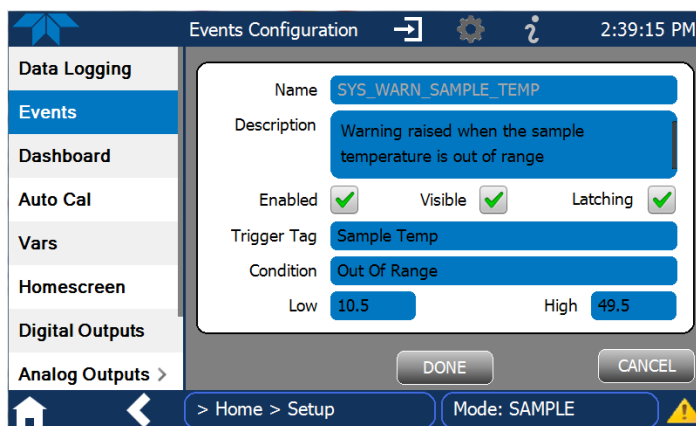 Events Configuration
2:39:15 PM
Data Logging
Events
Dashboard
Auto Cal
Vars
Homescreen
Digital Outputs
Analog Outputs >
Name SYS_WARN_SAMPLE_TEMP
Description Warning raised when the sample
temperature is out of range
Enabled Visible Latching
Trigger Tag Sample Temp
Condition Out Of Range
Low 10.5 High 49.5
DONE CANCEL
> Home > Setup Mode: SAMPLE